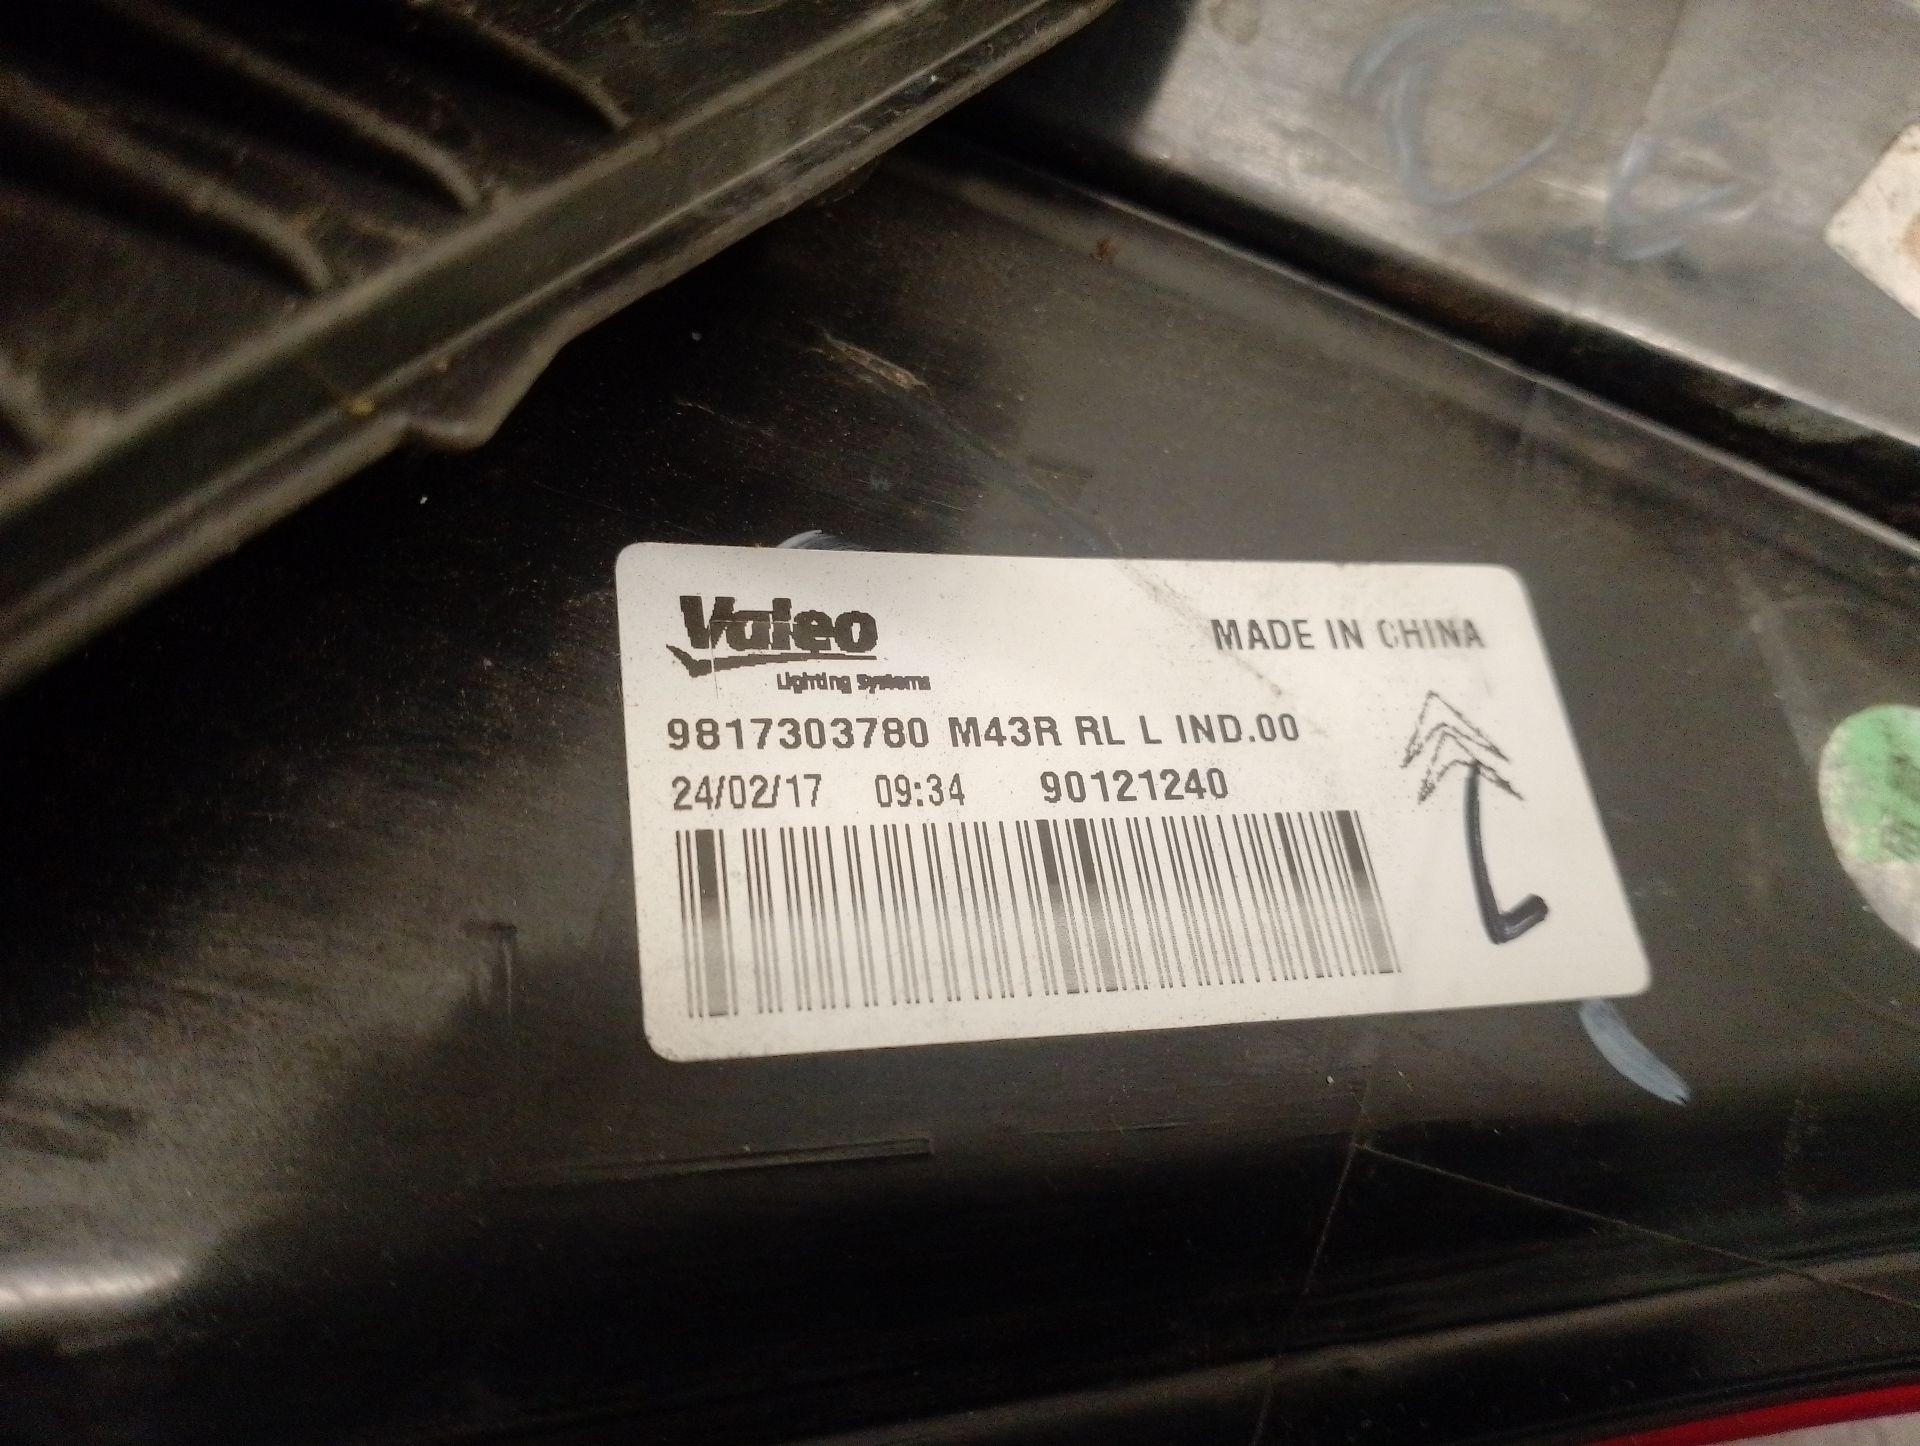 Valeo
Lighting Systems
MADE IN CHINA
9817303780 M43R RL L IND.00
24/02/17 09:34 90121240
L